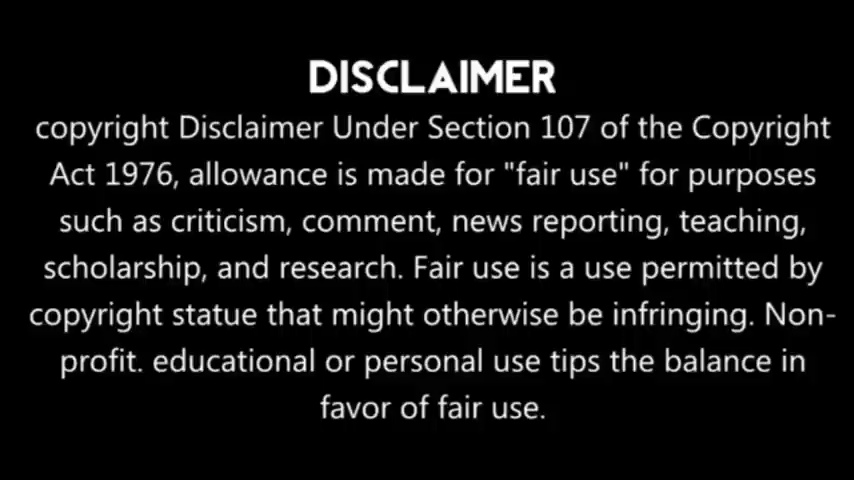 DISCLAIMER
copyright Disclaimer Under Section 107 of the Copyright
Act 1976, allowance is made for "fair use" for purposes
such as criticism, comment, news reporting, teaching,
scholarship, and research. Fair use is a use permitted by
copyright statue that might otherwise be infringing. Non-
profit. educational or personal use tips the balance in
favor of fair use.